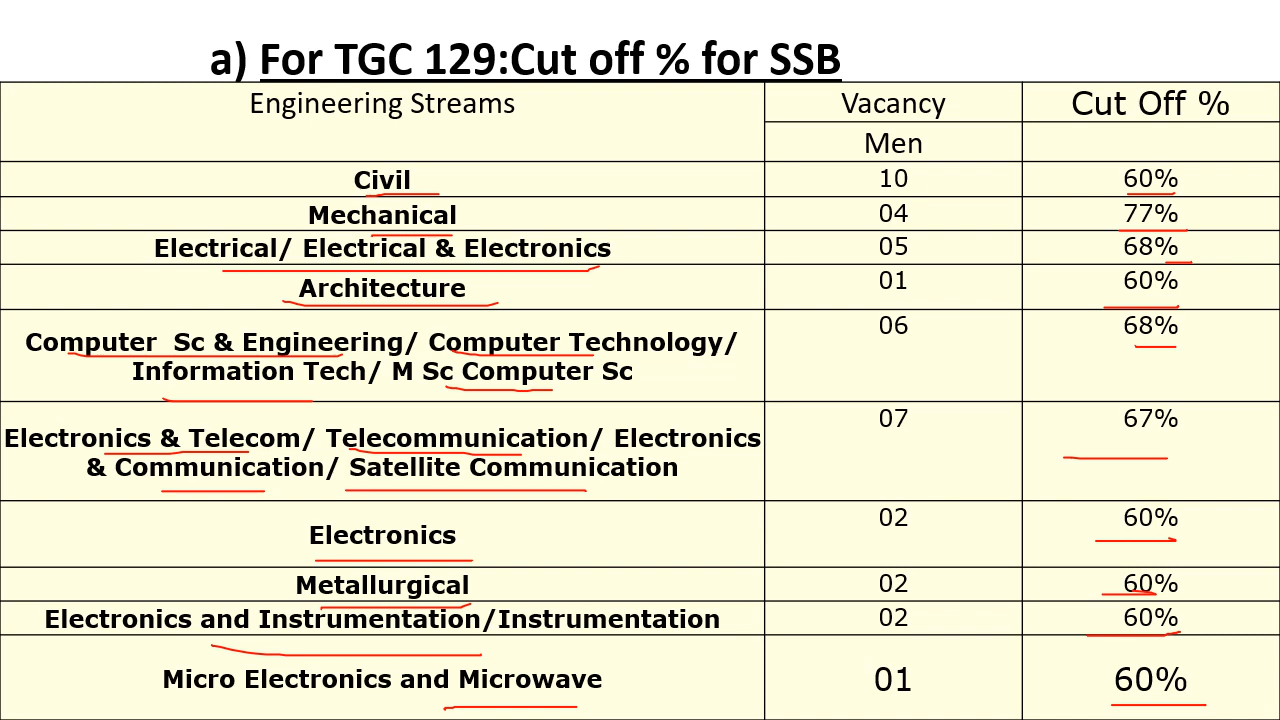 a) For TGC 129:Cut off % for SSB
Engineering Streams Vacancy Cut Off %
Men
Civil 10 60%
Mechanical 04 77%
Electrical/ Electrical & Electronics 05 68%
Architecture 01 60%
Computer Sc & Engineering/ Computer Technology/ 06 68%
Information Tech/ M Sc Computer Sc
Electronics & Telecom/ Telecommunication/ Electronics 07 67%
& Communication/ Satellite Communication
Electronics 02 60%
Metallurgical 02 60%
Electronics and Instrumentation/Instrumentation 02 60%
Micro Electronics and Microwave 01 60%